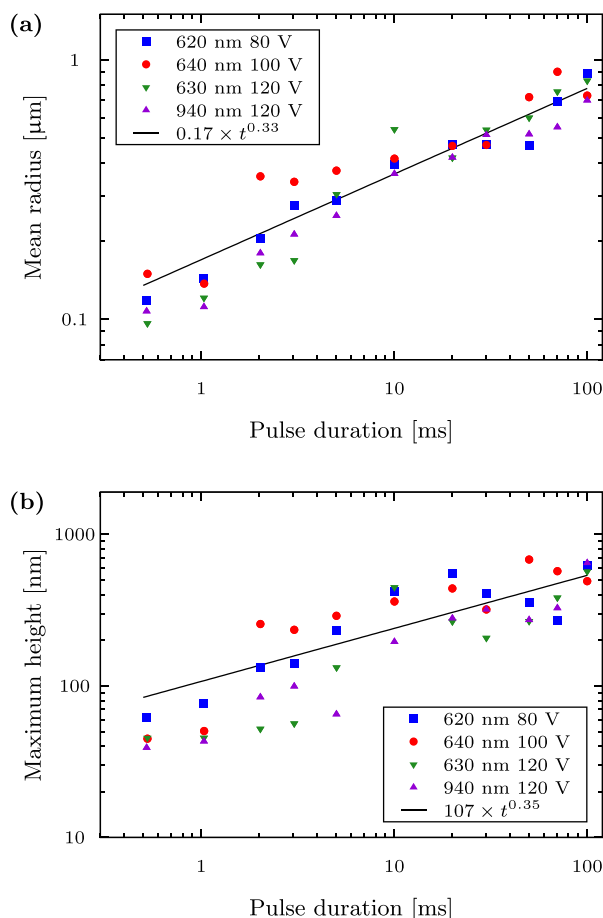 (a)
1
0.1
Mean radius [μm]
620 nm 80 V
640 nm 100 V
630 nm 120 V
940 nm 120 V
0.17 × t^0.33
1 10 100
Pulse duration [ms]
(b)
1000
100
10
Maximum height [nm]
620 nm 80 V
640 nm 100 V
630 nm 120 V
940 nm 120 V
107 × t^0.35
1 10 100
Pulse duration [ms]